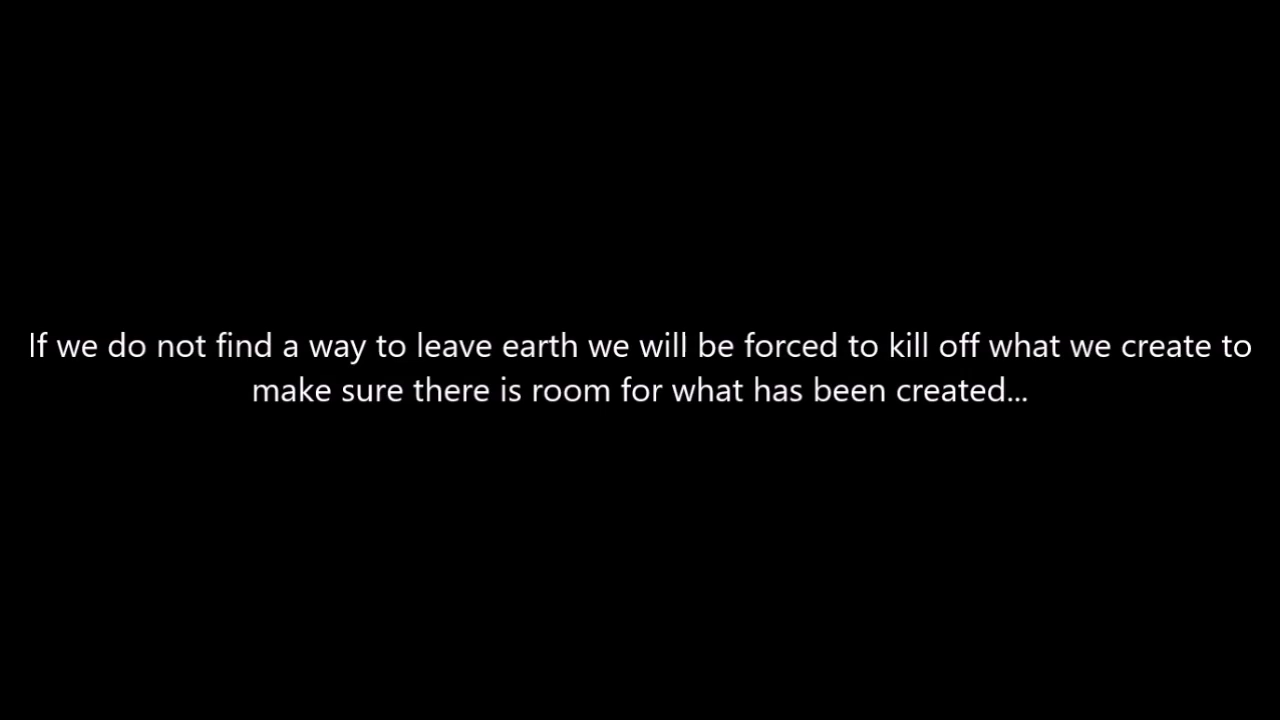 If we do not find a way to leave earth we will be forced to kill off what we create to
make sure there is room for what has been created...